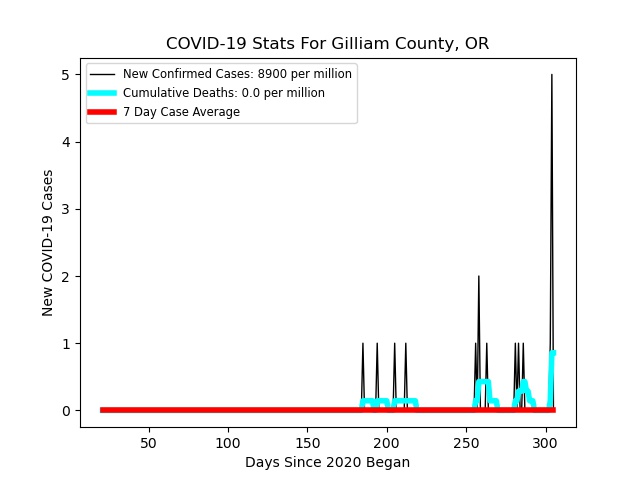 COVID-19 Stats For Gilliam County, OR
New Confirmed Cases: 8900 per million
Cumulative Deaths: 0.0 per million
7 Day Case Average
5
4
3
2
1
0
New COVID-19 Cases
50 100 150 200 250 300
Days Since 2020 Began